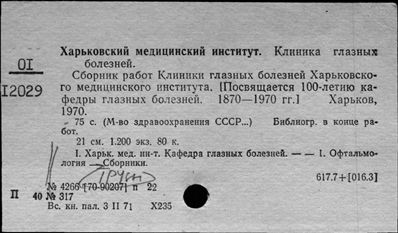 Харьковский медицинский институт. Клиника глазных
болезней.
OI
I2029
Сборник работ Клиники глазных болезней Харьковско-
го медицинского института. [Посвящается 100-летию ка-
федры глазных болезней. 1870—1970 гг.] Харьков,
1970.
75 с. (М-во здравоохранения СССР...) Библиогр. в конце ра-
бот.
21 см. 1.200 экз. 80 к.
I. Харьк. мед. ин-т. Кафедра глазных болезней. — — 1. Офтальмо-
логия — Сборники.
617.7+[016.3]
№ 4266 [70-90207] п 22
П 40 № 317
Вс. кн. пал. 3 II 71 Х235